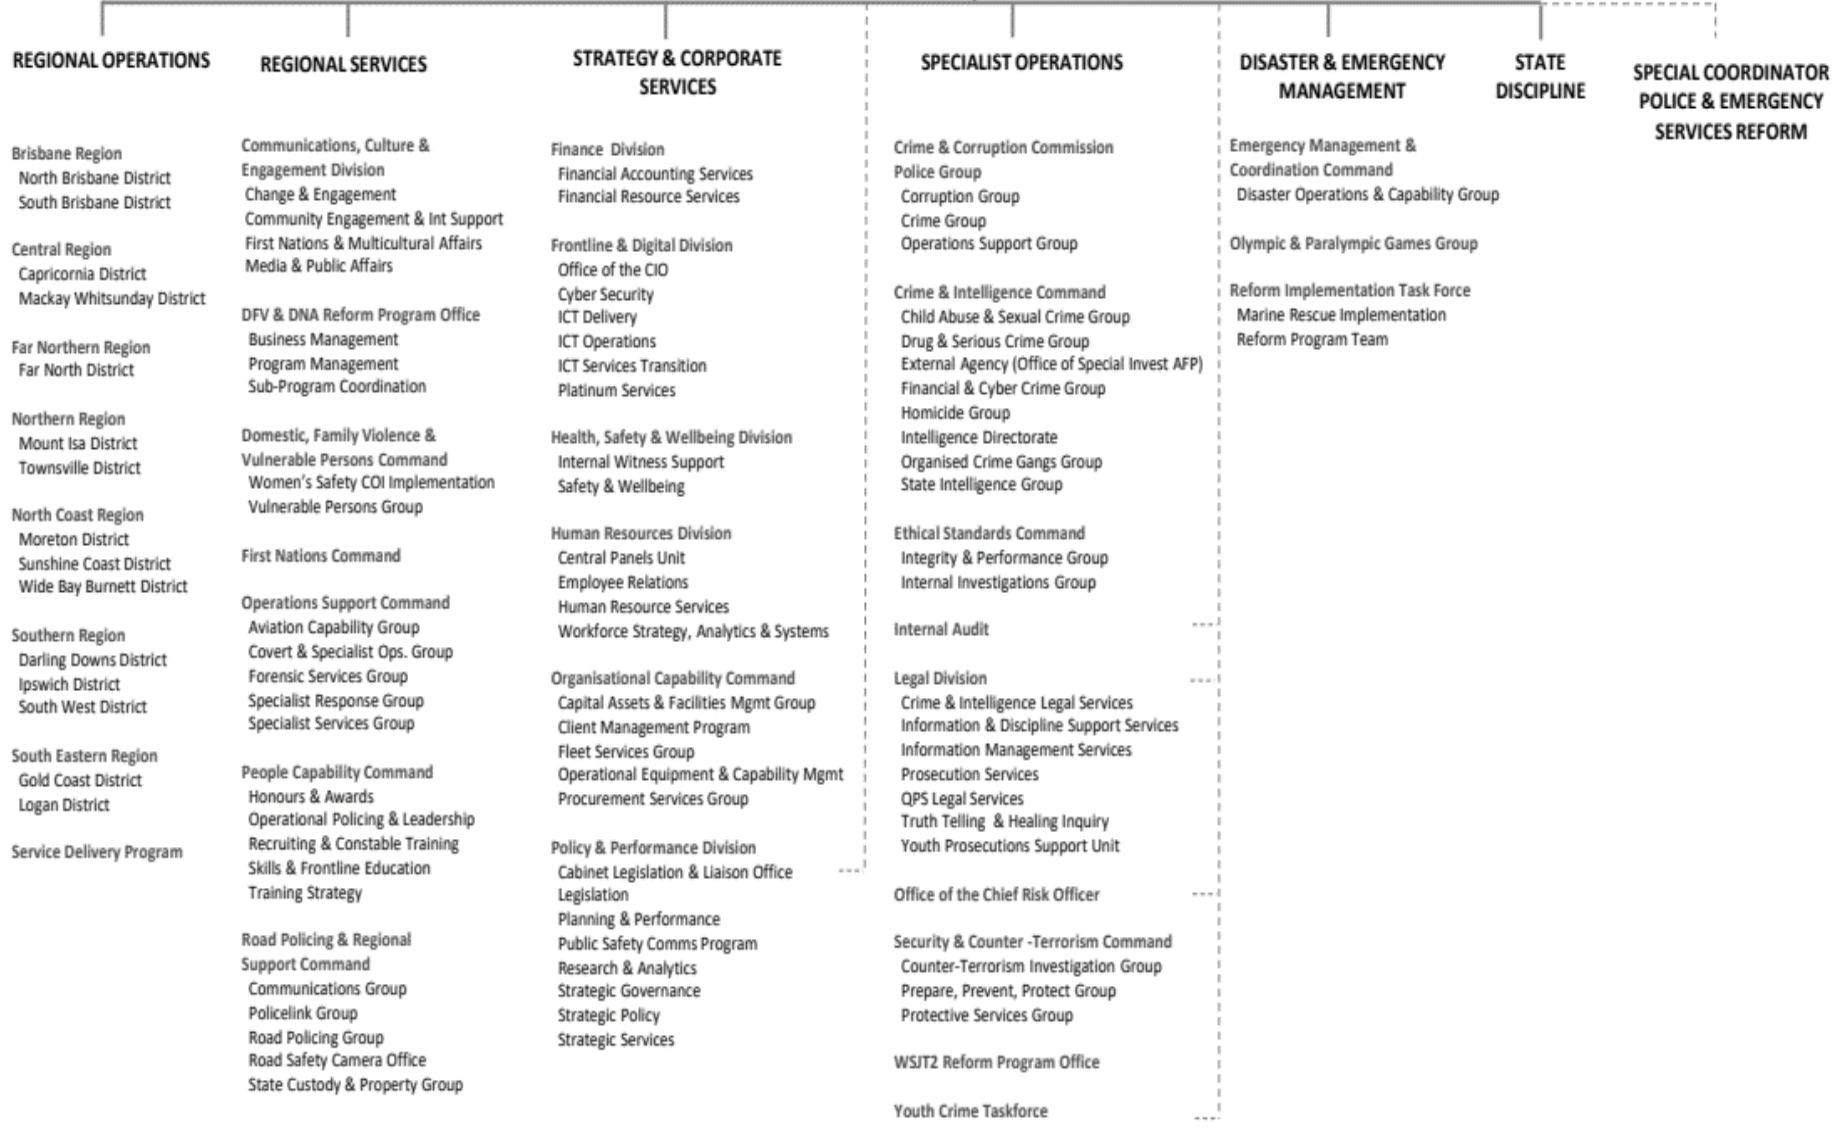 REGIONAL OPERATIONS
Brisbane Region
North Brisbane District
South Brisbane District
Central Region
Capricornia District
Mackay Whitsunday District
Far Northern Region
Far North District
Northern Region
Mount Isa District
Townsville District
North Coast Region
Moreton District
Sunshine Coast District
Wide Bay Burnett District
Southern Region
Darling Downs District
Ipswich District
South West District
South Eastern Region
Gold Coast District
Logan District
Service Delivery Program
REGIONAL SERVICES
Communications, Culture &
Engagement Division
Change & Engagement
Community Engagement & Int Support
First Nations & Multicultural Affairs
Media & Public Affairs
DFV & DNA Reform Program Office
Business Management
Program Management
Sub-Program Coordination
Domestic, Family Violence &
Vulnerable Persons Command
Women's Safety COI Implementation
Vulnerable Persons Group
First Nations Command
Operations Support Command
Aviation Capability Group
Covert & Specialist Ops. Group
Forensic Services Group
Specialist Response Group
Specialist Services Group
People Capability Command
Honours & Awards
Operational Policing & Leadership
Recruiting & Constable Training
Skills & Frontline Education
Training Strategy
Road Policing & Regional
Support Command
Communications Group
Policelink Group
Road Policing Group
Road Safety Camera Office
State Custody & Property Group
STRATEGY & CORPORATE
SERVICES
Finance Division
Financial Accounting Services
Financial Resource Services
Frontline & Digital Division
Office of the CIO
Cyber Security
ICT Delivery
ICT Operations
ICT Services Transition
Platinum Services
Health, Safety & Wellbeing Division
Internal Witness Support
Safety & Wellbeing
Human Resources Division
Central Panels Unit
Employee Relations
Human Resource Services
Workforce Strategy, Analytics & Systems
Organisational Capability Command
Capital Assets & Facilities Mgmt Group
Client Management Program
Fleet Services Group
Operational Equipment & Capability Mgmt
Procurement Services Group
Policy & Performance Division
Cabinet Legislation & Liaison Office
Legislation
Planning & Performance
Public Safety Comms Program
Research & Analytics
Strategic Governance
Strategic Policy
Strategic Services
SPECIALIST OPERATIONS
Crime & Corruption Commission
Police Group
Corruption Group
Crime Group
Operations Support Group
Crime & Intelligence Command
Child Abuse & Sexual Crime Group
Drug & Serious Crime Group
External Agency (Office of Special Invest AFP)
Financial & Cyber Crime Group
Homicide Group
Intelligence Directorate
Organised Crime Gangs Group
State Intelligence Group
Ethical Standards Command
Integrity & Performance Group
Internal Investigations Group
Internal Audit
Legal Division
Crime & Intelligence Legal Services
Information & Discipline Support Services
Information Management Services
Prosecution Services
QPS Legal Services
Truth Telling & Healing Inquiry
Youth Prosecutions Support Unit
Office of the Chief Risk Officer
Security & Counter -Terrorism Command
Counter-Terrorism Investigation Group
Prepare, Prevent, Protect Group
Protective Services Group
WSJT2 Reform Program Office
Youth Crime Taskforce
DISASTER & EMERGENCY
MANAGEMENT
Emergency Management &
Coordination Command
Disaster Operations & Capability Group
Olympic & Paralympic Games Group
Reform Implementation Task Force
Marine Rescue Implementation
Reform Program Team
STATE
DISCIPLINE
SPECIAL COORDINATOR
POLICE & EMERGENCY
SERVICES REFORM